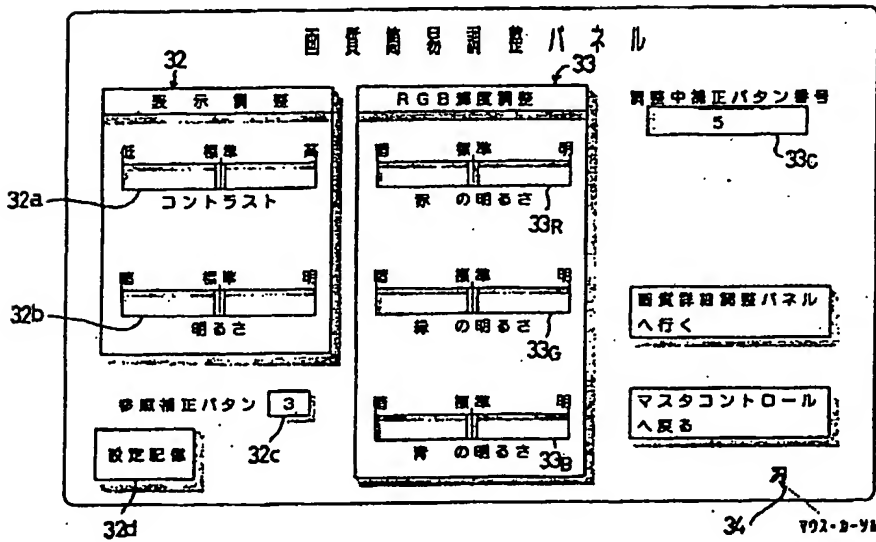 画質簡易調整パネル
32
表示調整
低 標準 高
32a
コントラスト
暗 標準 明
32b
明るさ
参照補正パタン 3
32c
設定記憶
32d
33
RGB輝度調整
暗 標準 明
赤の明るさ
33R
暗 標準 明
緑の明るさ
33G
暗 標準 明
青の明るさ
33B
調整中補正パタン番号
5
33C
画質詳細調整パネル
へ行く
マスタコントロール
へ戻る
34
マウス・カーソル